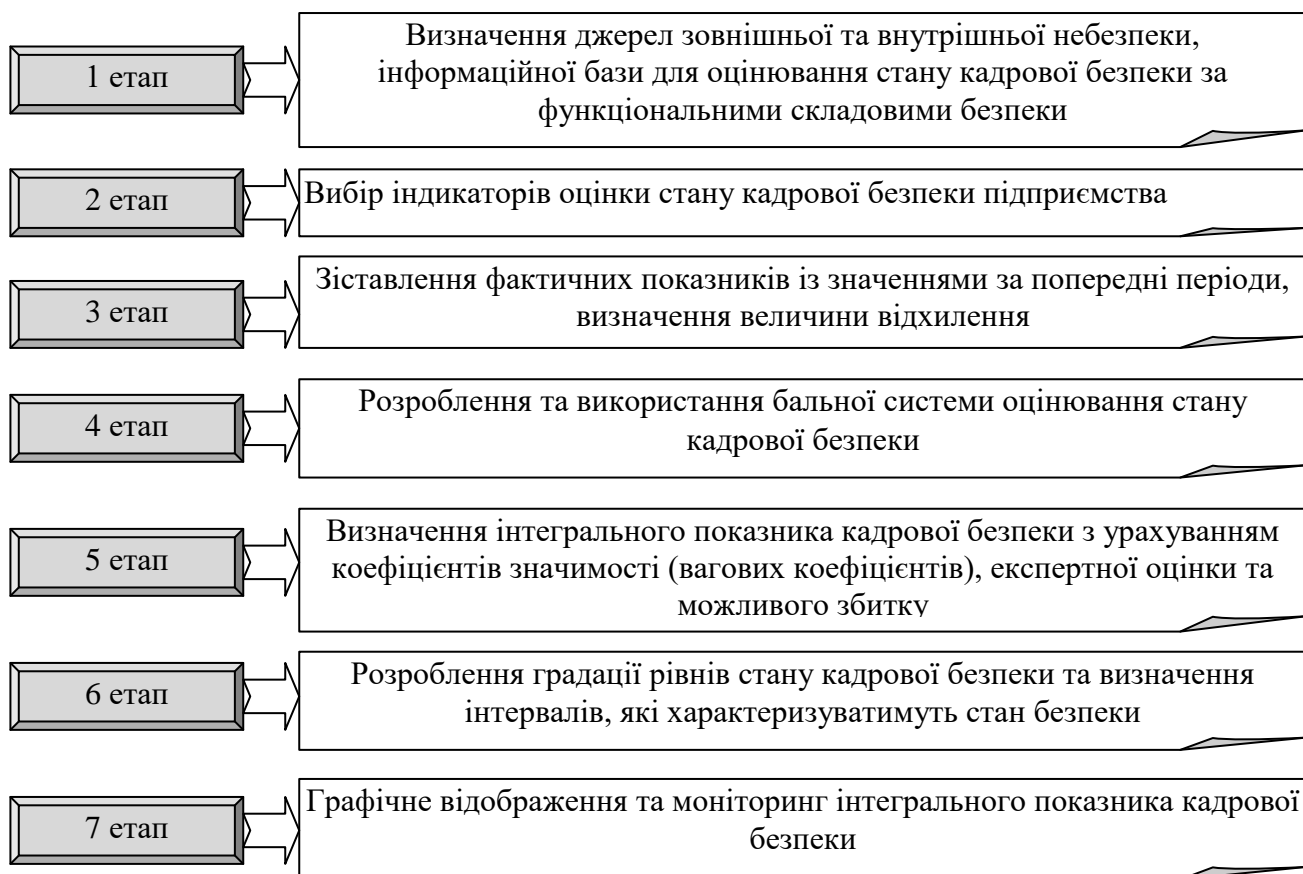 1 етап
Визначення джерел зовнішньої та внутрішньої небезпеки,
інформаційної бази для оцінювання стану кадрової безпеки за
функціональними складовими безпеки
2 етап
Вибір індикаторів оцінки стану кадрової безпеки підприємства
3 етап
Зіставлення фактичних показників із значеннями за попередні періоди,
визначення величини відхилення
4 етап
Розроблення та використання бальної системи оцінювання стану
кадрової безпеки
5 етап
Визначення інтегрального показника кадрової безпеки з урахуванням
коефіцієнтів значимості (вагових коефіцієнтів), експертної оцінки та
можливого збитку
6 етап
Розроблення градації рівнів стану кадрової безпеки та визначення
інтервалів, які характеризуватимуть стан безпеки
7 етап
Графічне відображення та моніторинг інтегрального показника кадрової
безпеки